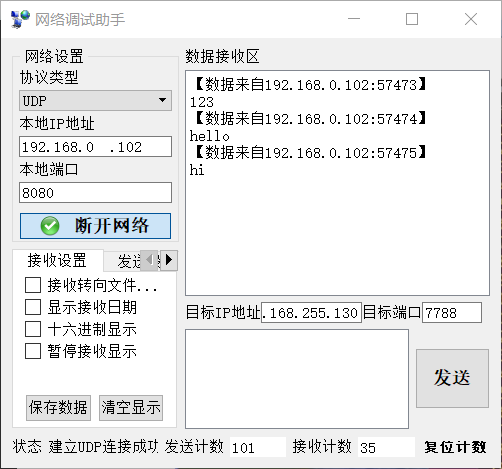 网络调试助手
网络设置
协议类型
UDP
本地IP地址
192.168.0 .102
本地端口
8080
断开网络
接收设置
发送
接收转向文件...
显示接收日期
十六进制显示
暂停接收显示
保存数据 清空显示
数据接收区
【数据来自192.168.0.102:57473】
123
【数据来自192.168.0.102:57474】
hello
【数据来自192.168.0.102:57475】
hi
目标IP地址 .168.255.130 目标端口 7788
发送
状态 建立UDP连接成功 发送计数 101 接收计数 35 复位计数